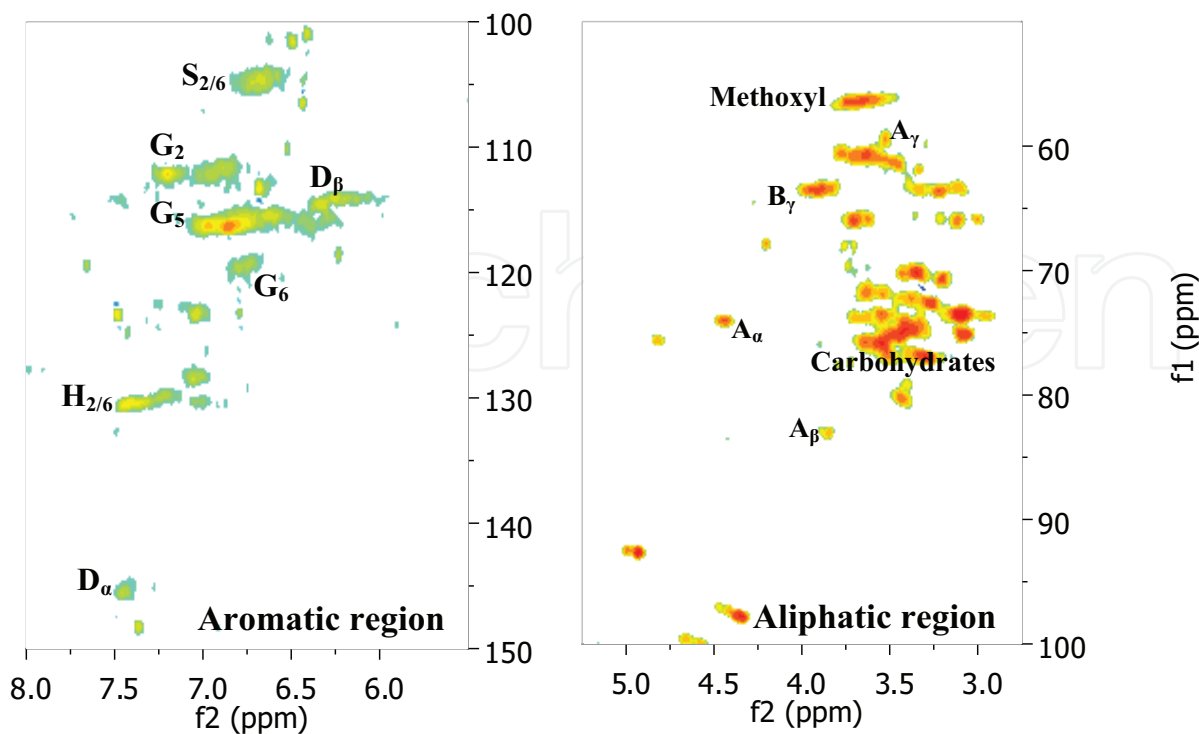 S2/6
G2
Dβ
G5
G6
H2/6
Dα
Aromatic region
100
110
120
130
140
150
8.0 7.5 7.0 6.5 6.0
f2 (ppm)
Methoxyl
Aγ
Bγ
Aα
Carbohydrates
Aβ
Aliphatic region
60
70
80
90
100
f1 (ppm)
5.0 4.5 4.0 3.5 3.0
f2 (ppm)